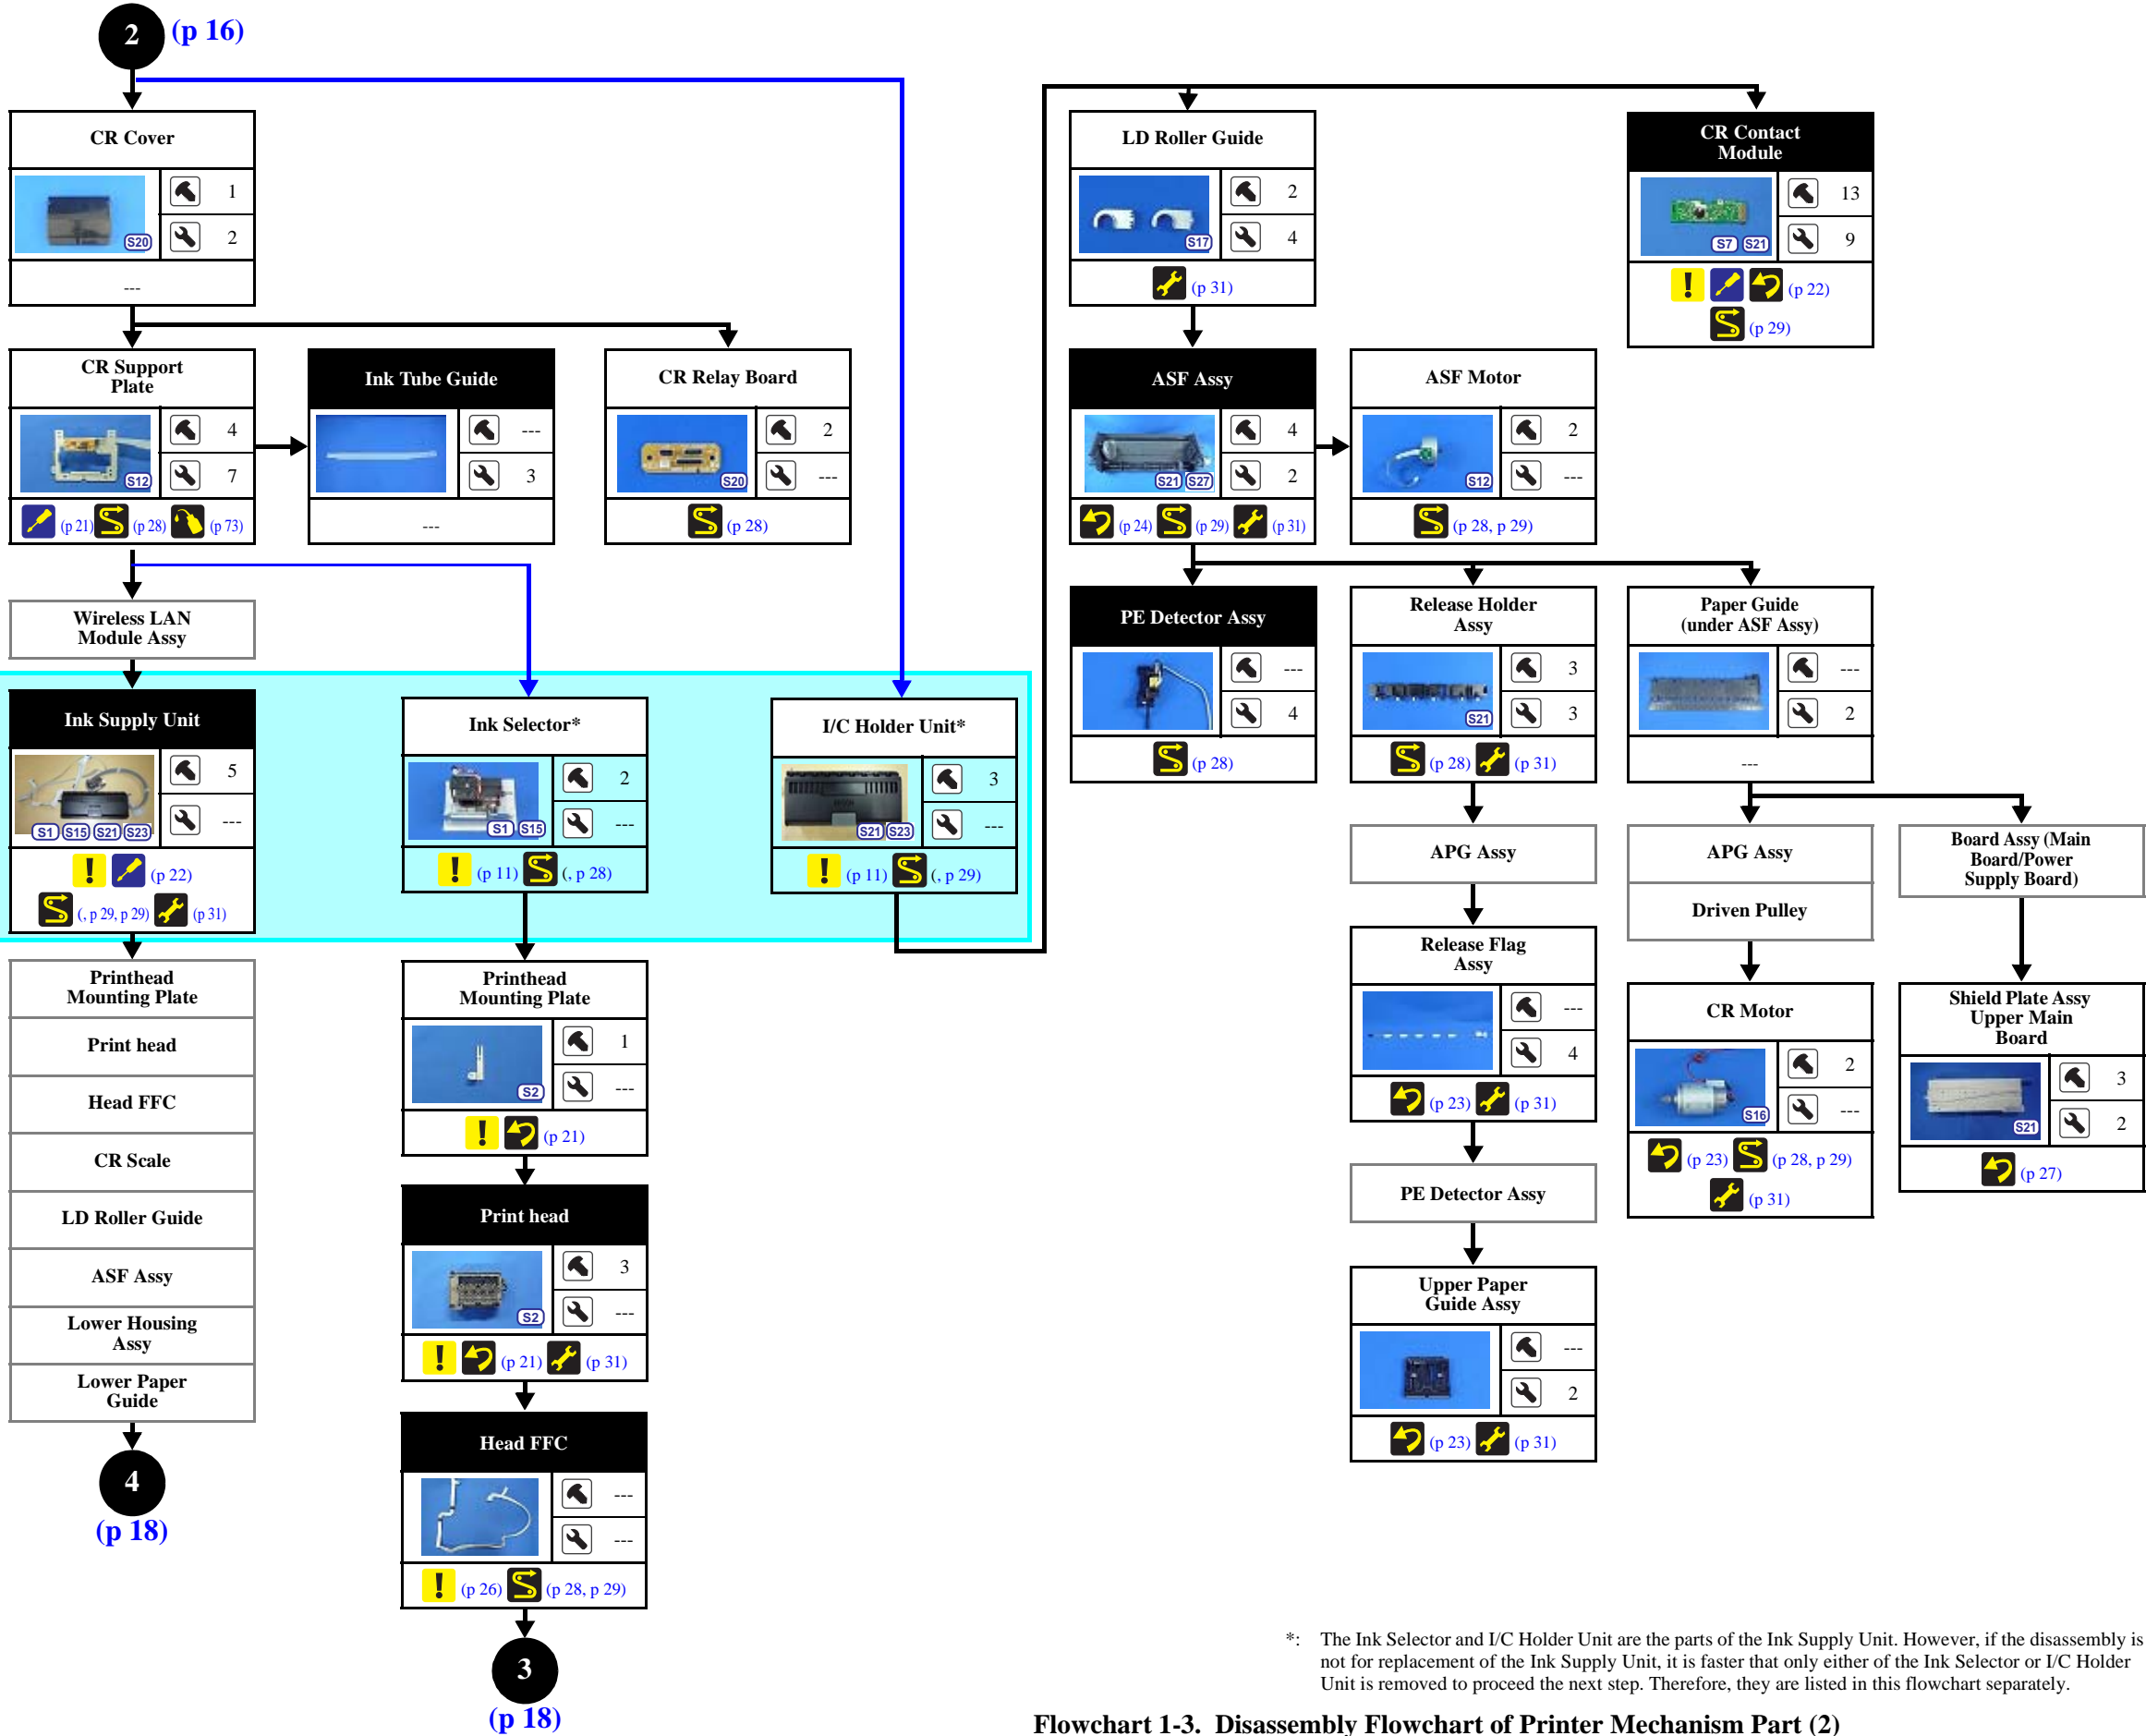 2 (p 16)
CR Cover
1
S20
2
---
CR Support
Plate
4
S12
7
(p 21) (p 28) (p 73)
Ink Tube Guide
---
3
---
CR Relay Board
2
S20
---
(p 28)
Wireless LAN
Module Assy
Ink Supply Unit
5
S1 S15 S21 S23
---
(p 22)
(, p 29, p 29) (p 31)
Ink Selector*
2
S1 S15
---
(p 11) (, p 28)
I/C Holder Unit*
3
S21 S23
---
(p 11) (, p 29)
Printhead
Mounting Plate
Print head
Head FFC
CR Scale
LD Roller Guide
ASF Assy
Lower Housing
Assy
Lower Paper
Guide
4
(p 18)
Printhead
Mounting Plate
1
S2
---
(p 21)
Print head
3
S2
---
(p 21) (p 31)
Head FFC
---
---
(p 26) (p 28, p 29)
3
(p 18)
LD Roller Guide
2
S17
4
(p 31)
CR Contact
Module
13
S7 S21
9
(p 22)
(p 29)
ASF Assy
4
S21 S27
2
(p 24) (p 29) (p 31)
ASF Motor
2
S12
---
(p 28, p 29)
PE Detector Assy
---
4
(p 28)
Release Holder
Assy
3
S21
3
(p 28) (p 31)
Paper Guide
(under ASF Assy)
---
2
---
APG Assy
Release Flag
Assy
---
4
(p 23) (p 31)
PE Detector Assy
Upper Paper
Guide Assy
---
2
(p 23) (p 31)
APG Assy
Driven Pulley
CR Motor
2
S16
---
(p 23) (p 28, p 29)
(p 31)
Board Assy (Main
Board/Power
Supply Board)
Shield Plate Assy
Upper Main
Board
3
S21
2
(p 27)
*: The Ink Selector and I/C Holder Unit are the parts of the Ink Supply Unit. However, if the disassembly is
not for replacement of the Ink Supply Unit, it is faster that only either of the Ink Selector or I/C Holder
Unit is removed to proceed the next step. Therefore, they are listed in this flowchart separately.
Flowchart 1-3. Disassembly Flowchart of Printer Mechanism Part (2)